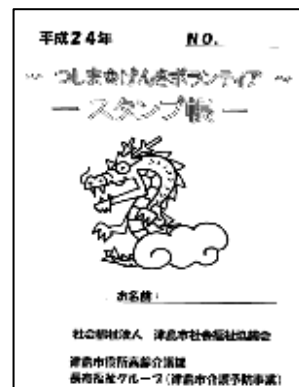 平成24年 NO.
～ つしまげんきボランティア ～
― スタンプ帳 ―
お名前:
社会福祉法人 津島市社会福祉協議会
津島市役所高齢介護課
長寿福祉グループ(津島市介護予防事業)